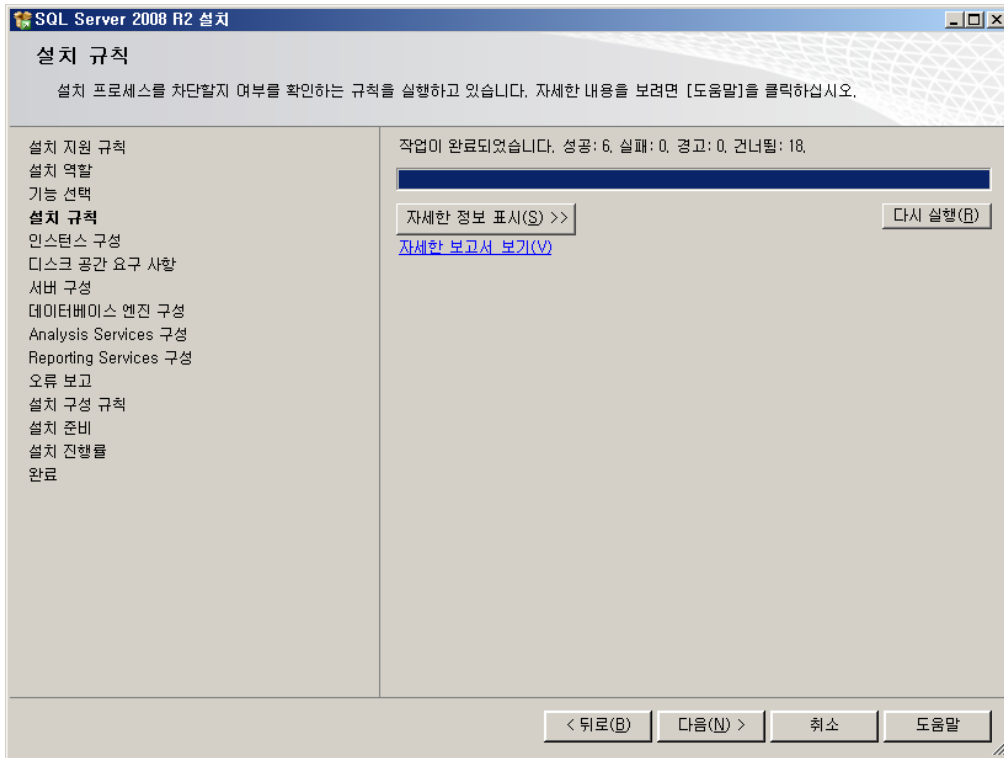 SQL Server 2008 R2 설치
설치 규칙
설치 프로세스를 차단할지 여부를 확인하는 규칙을 실행하고 있습니다. 자세한 내용을 보려면 [도움말]을 클릭하십시오.
설치 지원 규칙
설치 역할
기능 선택
설치 규칙
인스턴스 구성
디스크 공간 요구 사항
서버 구성
데이터베이스 엔진 구성
Analysis Services 구성
Reporting Services 구성
오류 보고
설치 구성 규칙
설치 준비
설치 진행률
완료
작업이 완료되었습니다. 성공: 6. 실패: 0. 경고: 0. 건너뜀: 18.
자세한 정보 표시(S) >>
다시 실행(R)
자세한 보고서 보기(V)
< 뒤로(B)
다음(N) >
취소
도움말